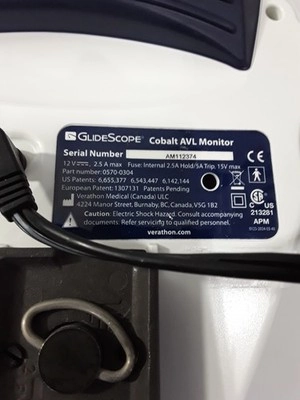 GLIDESCOPE® Cobalt AVL Monitor
Serial Number AM112374
12 V 2.5 A max Fuse: Internal 2.5A Hold/5A Trip. 15V max
Part number 0570-0304
US Patents: 6,655,377 6,543,447 6,142,144
European Patent: 1307131 Patents Pending
Verathon Medical (Canada) ULC
4224 Manor Street, Burnaby, BC, Canada, V5G 1B2
Caution: Electric Shock Hazard. Consult accompanying
documents. Refer servicing to qualified personnel.
verathon.com
C US
213281
APM